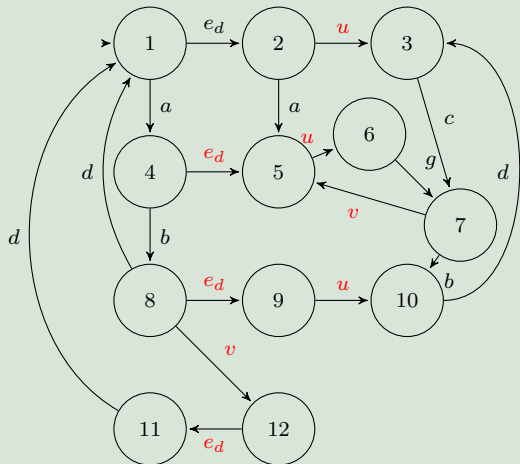 1 e_d 2 u 3
a a c
u 6
4 e_d 5 g d
d v 7
d b b
8 e_d 9 u 10
v
11 e_d 12